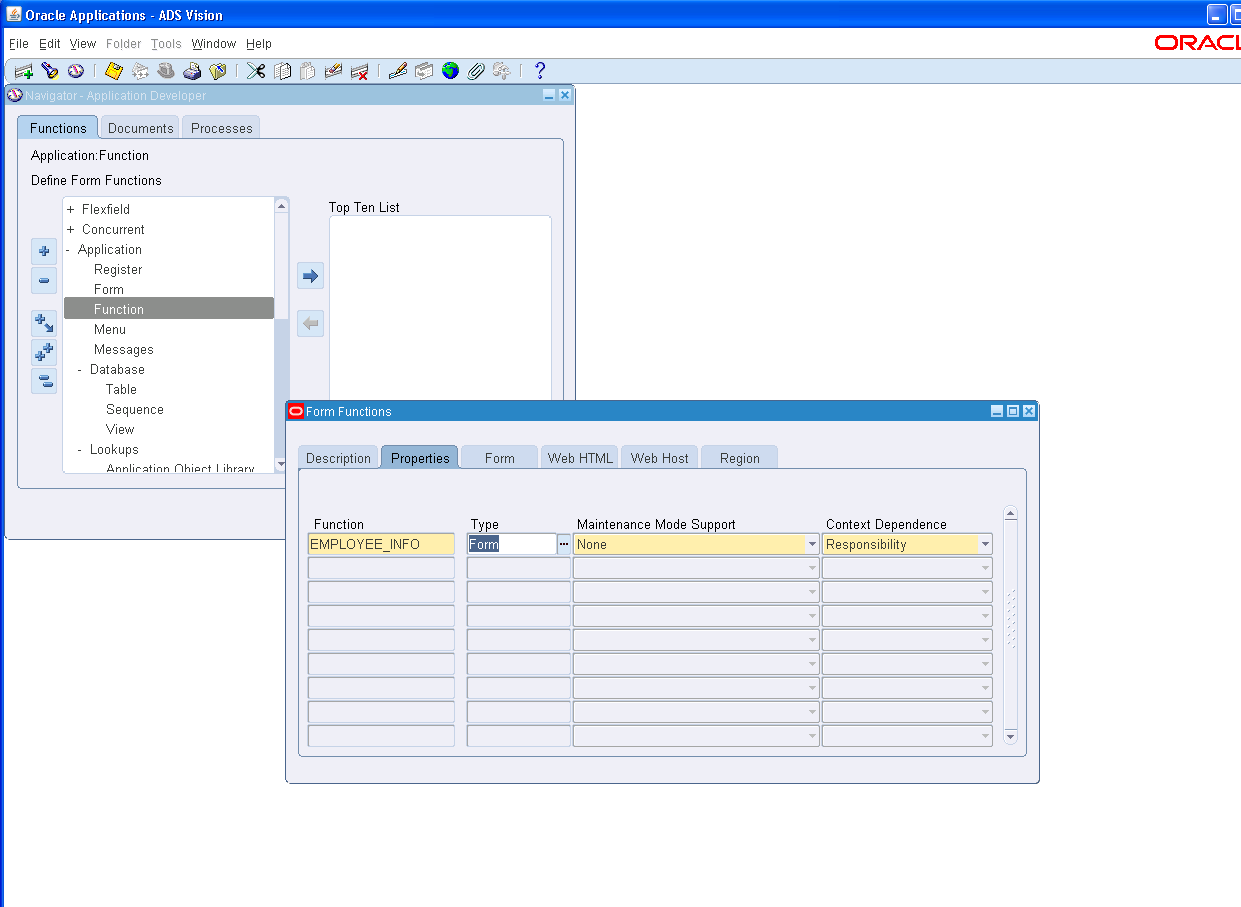 Oracle Applications - ADS Vision
File Edit View Folder Tools Window Help
ORACL
Navigator - Application Developer
Functions Documents Processes
Application:Function
Define Form Functions
Top Ten List
+ Flexfield
+ Concurrent
- Application
Register
Form
Function
Menu
Messages
- Database
Table
Sequence
View
- Lookups
Application Object Library
Form Functions
Description Properties Form Web HTML Web Host Region
Function Type Maintenance Mode Support Context Dependence
EMPLOYEE_INFO Form ... None Responsibility